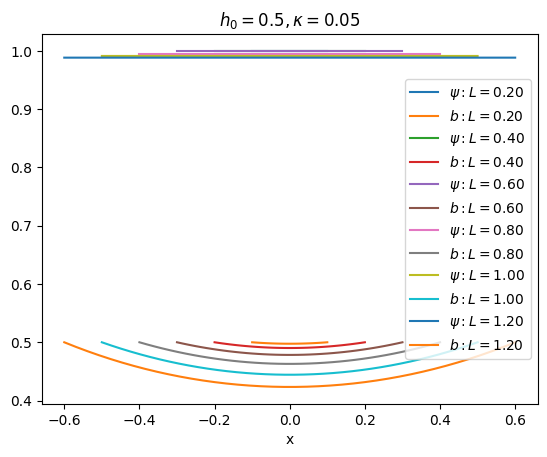 h₀ = 0.5, κ = 0.05
1.0
0.9
0.8
0.7
0.6
0.5
0.4
ψ: L = 0.20
b: L = 0.20
ψ: L = 0.40
b: L = 0.40
ψ: L = 0.60
b: L = 0.60
ψ: L = 0.80
b: L = 0.80
ψ: L = 1.00
b: L = 1.00
ψ: L = 1.20
b: L = 1.20
−0.6 −0.4 −0.2 0.0 0.2 0.4 0.6
x